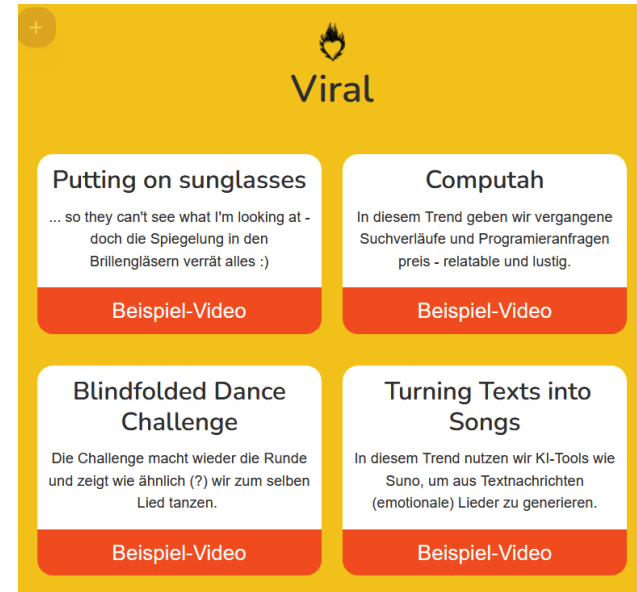 +
Viral
Putting on sunglasses
... so they can't see what I'm looking at -
doch die Spiegelung in den
Brillengläsern verrät alles :)
Beispiel-Video
Computah
In diesem Trend geben wir vergangene
Suchverläufe und Programieranfragen
preis - relatable und lustig.
Beispiel-Video
Blindfolded Dance
Challenge
Die Challenge macht wieder die Runde
und zeigt wie ähnlich (?) wir zum selben
Lied tanzen.
Beispiel-Video
Turning Texts into
Songs
In diesem Trend nutzen wir KI-Tools wie
Suno, um aus Textnachrichten
(emotionale) Lieder zu generieren.
Beispiel-Video